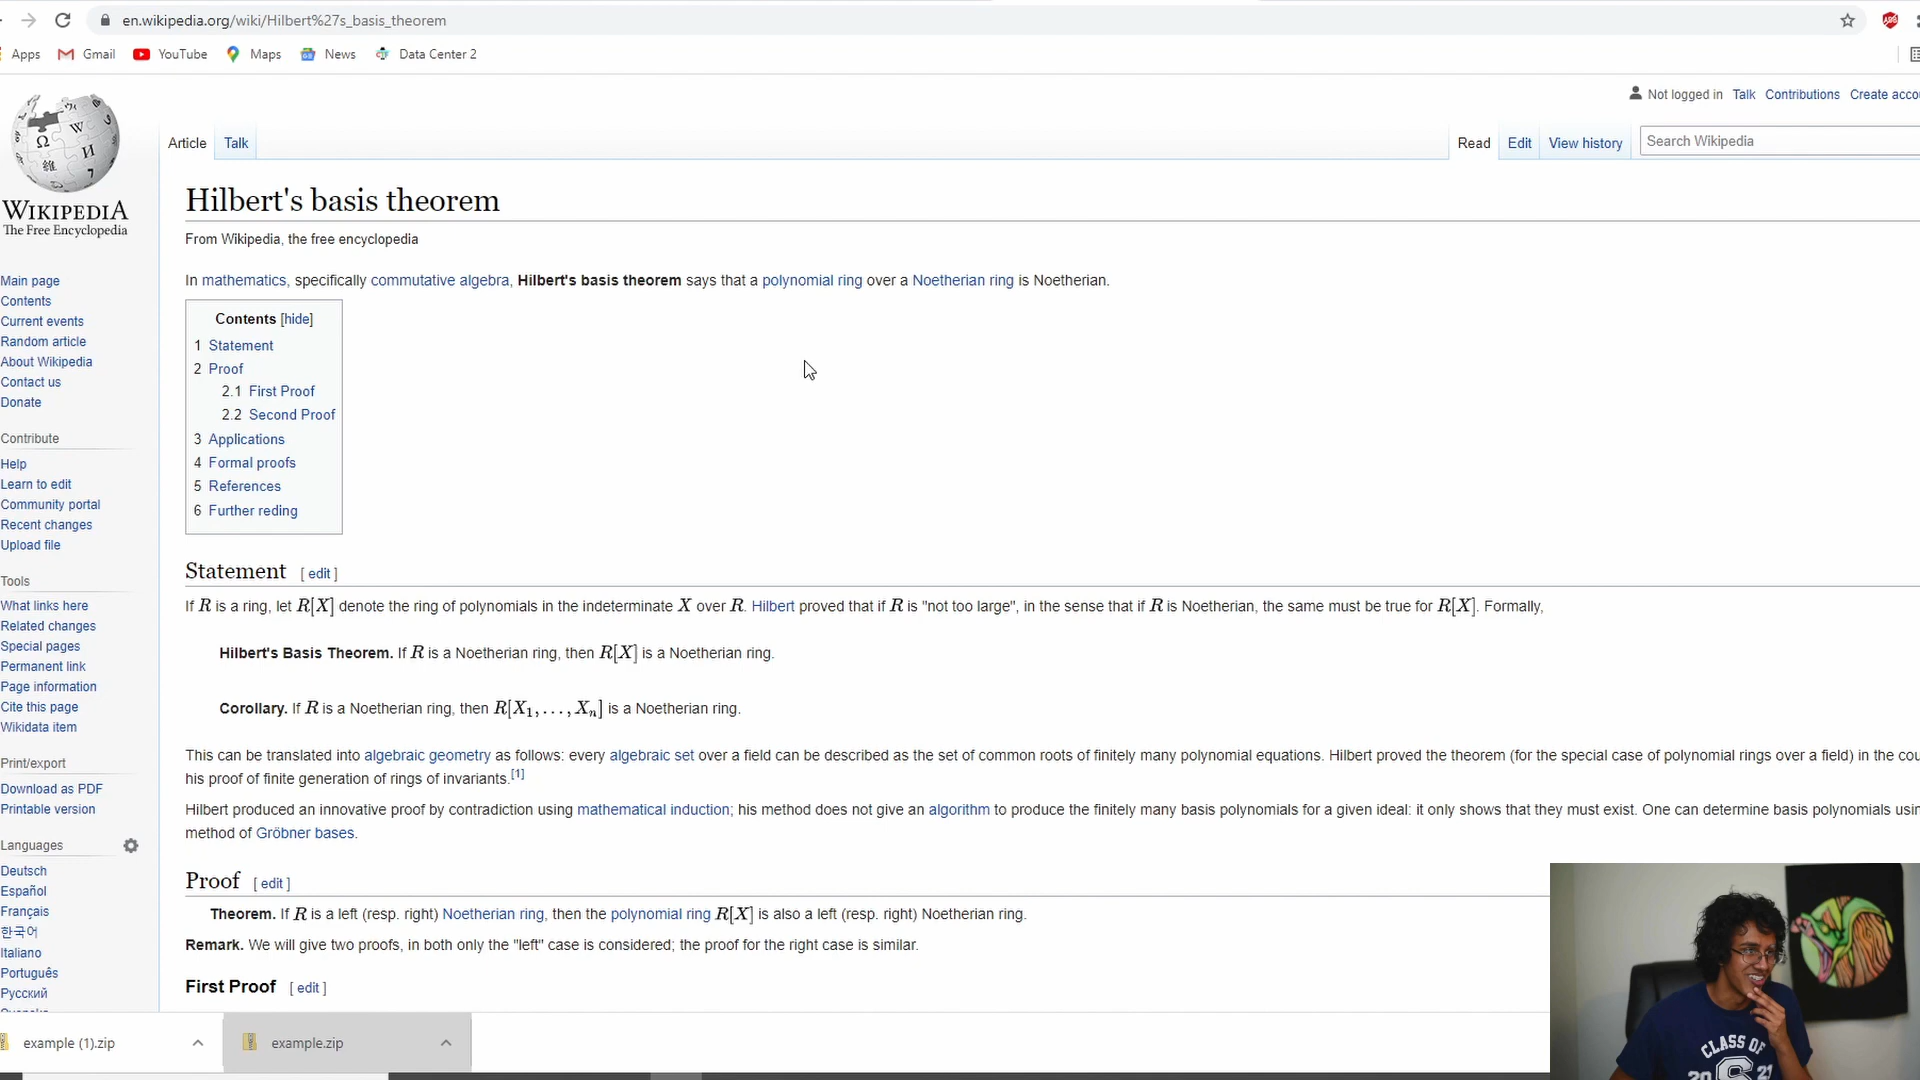 en.wikipedia.org/wiki/Hilbert%27s_basis_theorem
Apps Gmail YouTube Maps News Data Center 2
Not logged in Talk Contributions Create acco
Article Talk Read Edit View history Search Wikipedia
WIKIPEDIA
The Free Encyclopedia
Main page
Contents
Current events
Random article
About Wikipedia
Contact us
Donate
Contribute
Help
Learn to edit
Community portal
Recent changes
Upload file
Tools
What links here
Related changes
Special pages
Permanent link
Page information
Cite this page
Wikidata item
Print/export
Download as PDF
Printable version
Languages
Deutsch
Español
Français
한국어
Italiano
Português
Русский
Hilbert's basis theorem
From Wikipedia, the free encyclopedia
In mathematics, specifically commutative algebra, Hilbert's basis theorem says that a polynomial ring over a Noetherian ring is Noetherian.
Contents [hide]
1 Statement
2 Proof
2.1 First Proof
2.2 Second Proof
3 Applications
4 Formal proofs
5 References
6 Further reding
Statement [ edit ]
If R is a ring, let R[X] denote the ring of polynomials in the indeterminate X over R. Hilbert proved that if R is "not too large", in the sense that if R is Noetherian, the same must be true for R[X]. Formally,
Hilbert's Basis Theorem. If R is a Noetherian ring, then R[X] is a Noetherian ring.
Corollary. If R is a Noetherian ring, then R[X₁, . . . , Xₙ] is a Noetherian ring.
This can be translated into algebraic geometry as follows: every algebraic set over a field can be described as the set of common roots of finitely many polynomial equations. Hilbert proved the theorem (for the special case of polynomial rings over a field) in the cou
his proof of finite generation of rings of invariants.[1]
Hilbert produced an innovative proof by contradiction using mathematical induction; his method does not give an algorithm to produce the finitely many basis polynomials for a given ideal: it only shows that they must exist. One can determine basis polynomials usin
method of Gröbner bases.
Proof [ edit ]
Theorem. If R is a left (resp. right) Noetherian ring, then the polynomial ring R[X] is also a left (resp. right) Noetherian ring.
Remark. We will give two proofs, in both only the "left" case is considered; the proof for the right case is similar.
First Proof [ edit ]
example (1).zip example.zip
CLASS OF
20 S 21